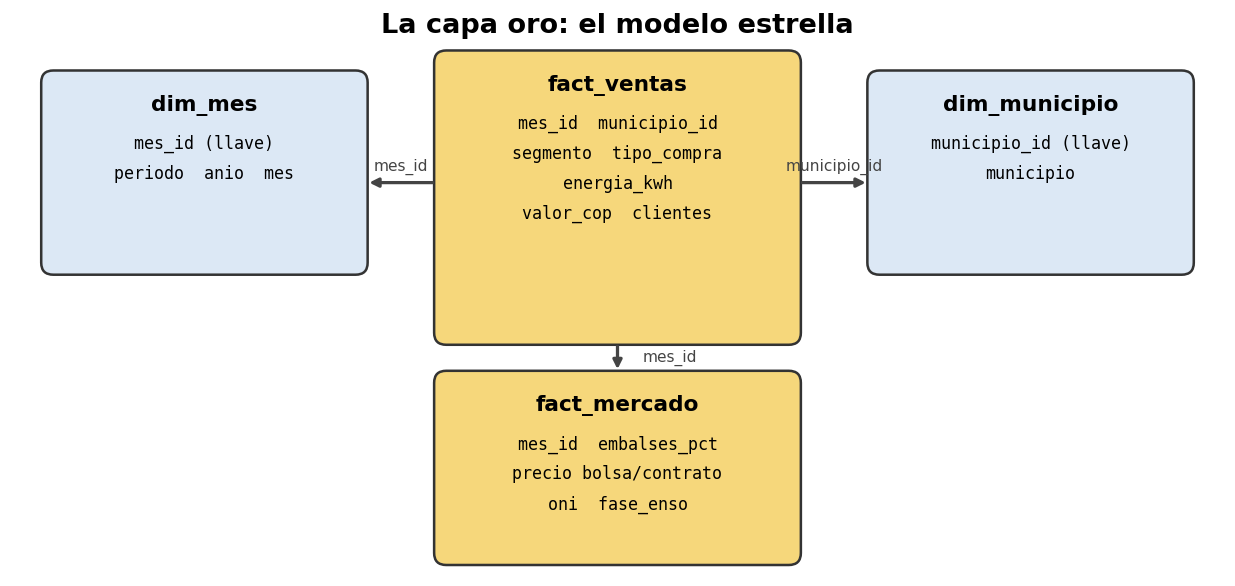 La capa oro: el modelo estrella
dim_mes
mes_id (llave)
periodo  anio  mes
mes_id
fact_ventas
mes_id  municipio_id
segmento  tipo_compra
energia_kwh
valor_cop  clientes
municipio_id
dim_municipio
municipio_id (llave)
municipio
mes_id
fact_mercado
mes_id  embalses_pct
precio bolsa/contrato
oni  fase_enso